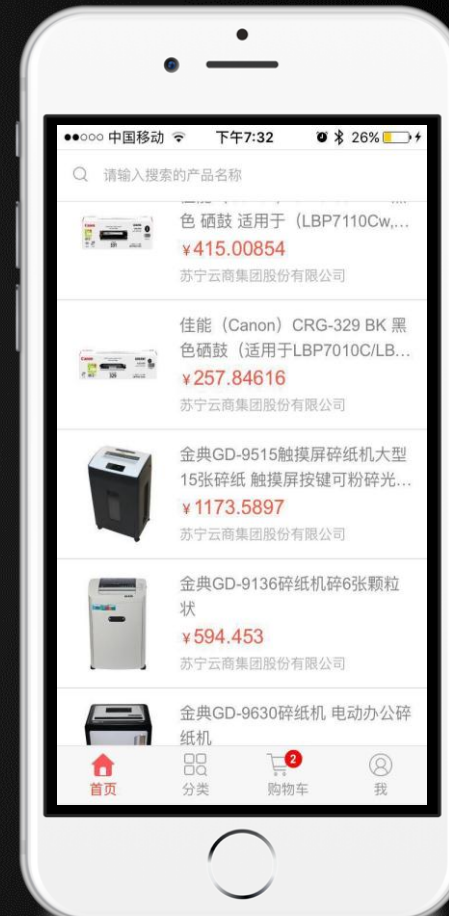 中国移动 下午7:32 26%
请输入搜索的产品名称
色 硒鼓 适用于（LBP7110Cw,...
¥415.00854
苏宁云商集团股份有限公司
佳能（Canon）CRG-329 BK 黑
色硒鼓（适用于LBP7010C/LB...
¥257.84616
苏宁云商集团股份有限公司
金典GD-9515触摸屏碎纸机大型
15张碎纸 触摸屏按键可粉碎光...
¥1173.5897
苏宁云商集团股份有限公司
金典GD-9136碎纸机碎6张颗粒
状
¥594.453
苏宁云商集团股份有限公司
金典GD-9630碎纸机 电动办公碎
纸机
2
首页 分类 购物车 我